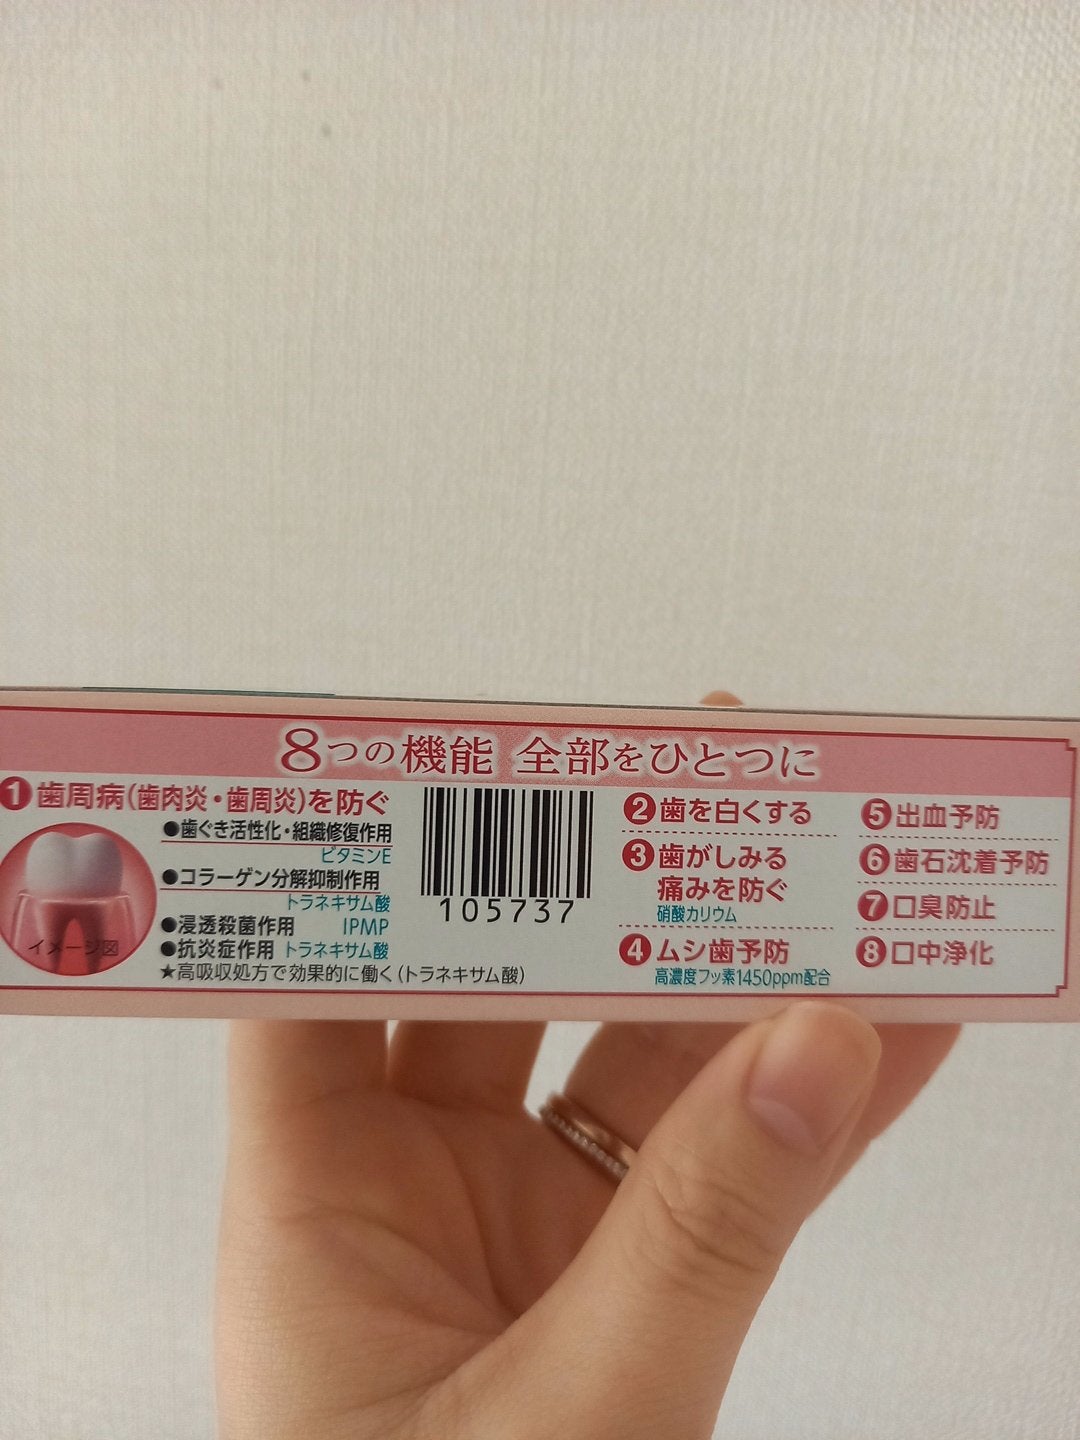 8つの機能 全部をひとつに
❶歯周病(歯肉炎・歯周炎)を防ぐ
●歯ぐき活性化・組織修復作用
ビタミンE
●コラーゲン分解抑制作用
トラネキサム酸
●浸透殺菌作用 IPMP
●抗炎症作用 トラネキサム酸
★高吸収処方で効果的に働く(トラネキサム酸)
イメージ図
105737
❷歯を白くする
❸歯がしみる
痛みを防ぐ
硝酸カリウム
❹ムシ歯予防
高濃度フッ素1450ppm配合
❺出血予防
❻歯石沈着予防
❼口臭防止
❽口中浄化